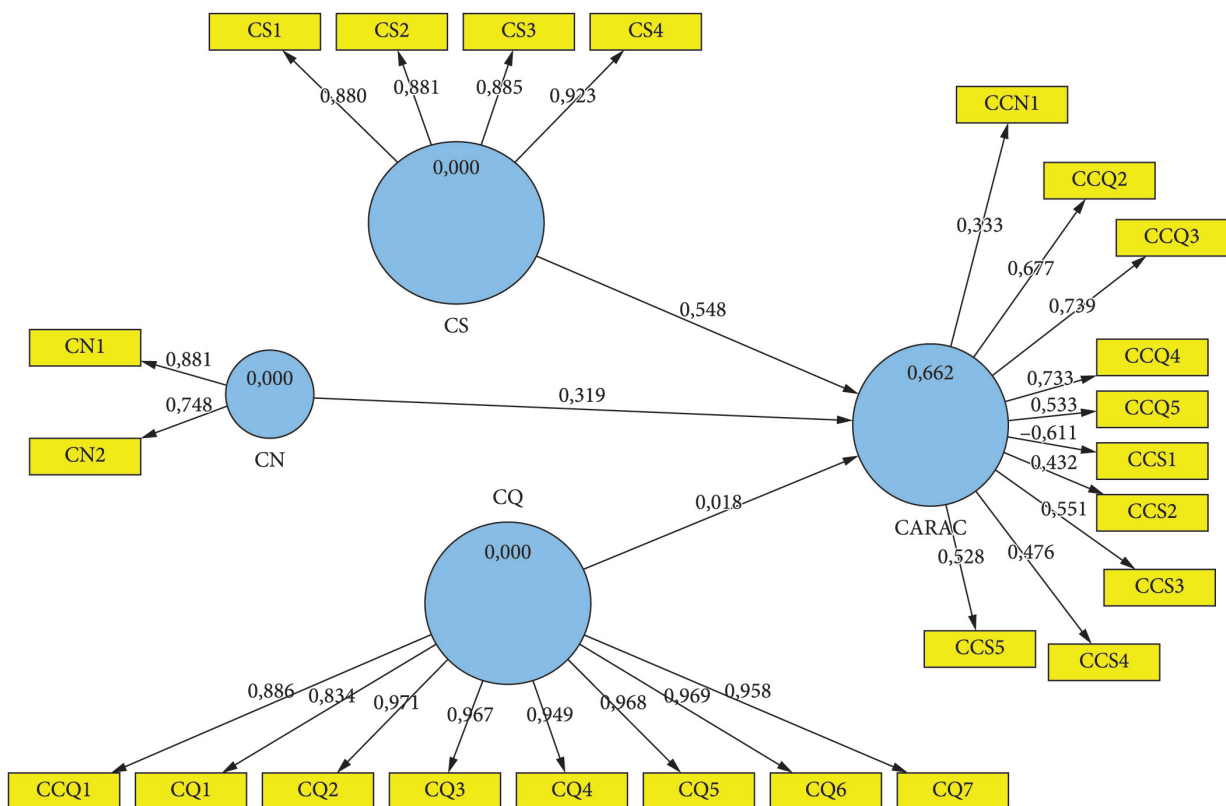 CS1 CS2 CS3 CS4
0,880 0,881 0,885 0,923
0,000
CS
CN1
CN2
0,881
0,748
0,000
CN
0,548
0,319
0,018
CQ
0,000
0,886 0,834 0,971 0,967 0,949 0,968 0,969 0,958
CCQ1 CQ1 CQ2 CQ3 CQ4 CQ5 CQ6 CQ7
0,662
CARAC
CCN1
0,333
CCQ2
0,677
CCQ3
0,739
CCQ4
0,733
CCQ5
0,533
CCS1
–0,611
CCS2
0,432
CCS3
0,551
CCS4
0,476
CCS5
0,528